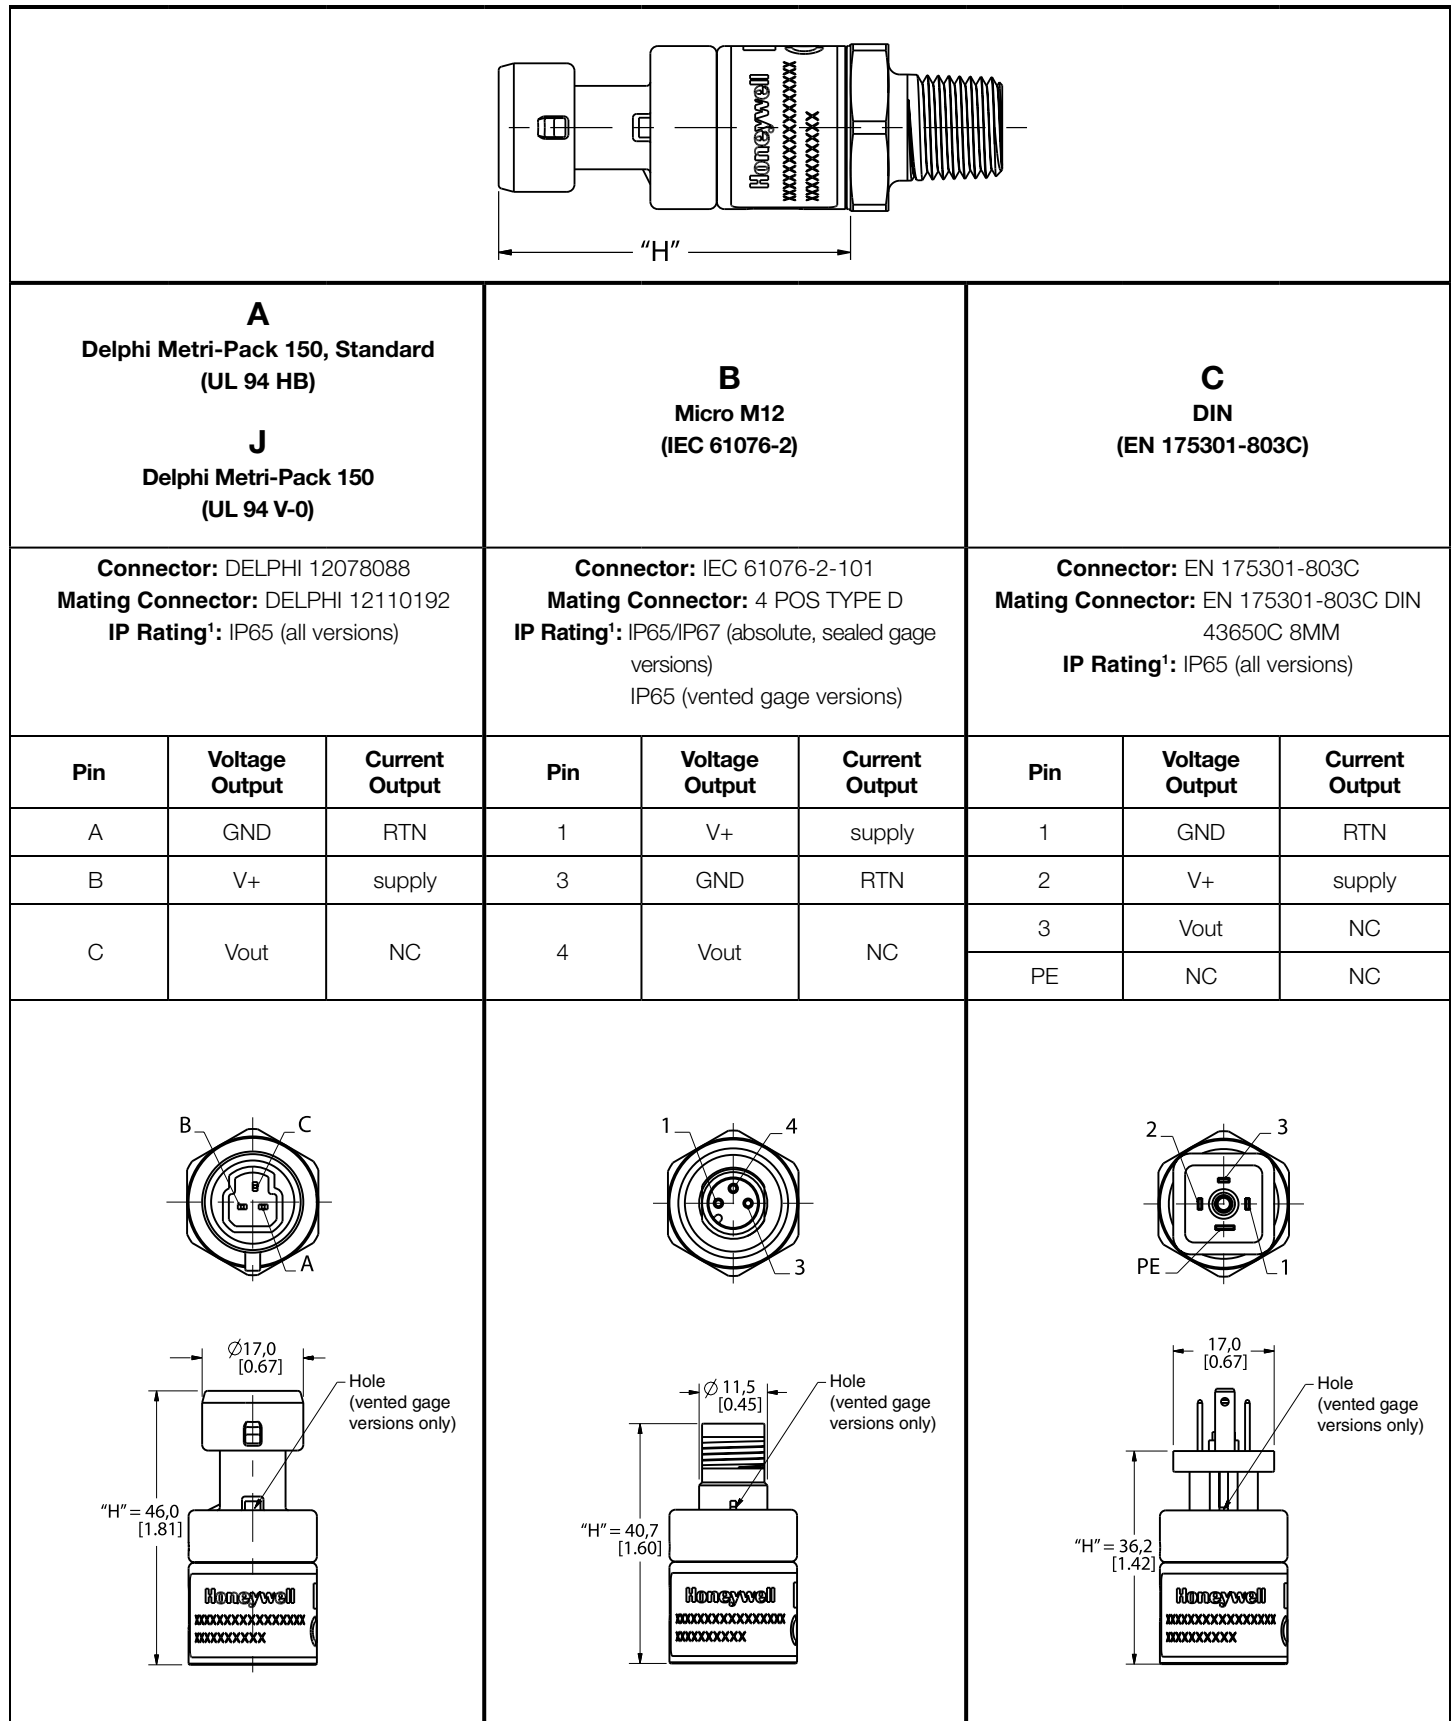 Honeywell
XXXXXXXXXXXXXXXX
XXXXXXXXXX
“H”
A
Delphi Metri-Pack 150, Standard
(UL 94 HB)
J
Delphi Metri-Pack 150
(UL 94 V-0)
B
Micro M12
(IEC 61076-2)
C
DIN
(EN 175301-803C)
Connector: DELPHI 12078088
Mating Connector: DELPHI 12110192
IP Rating¹: IP65 (all versions)
Connector: IEC 61076-2-101
Mating Connector: 4 POS TYPE D
IP Rating¹: IP65/IP67 (absolute, sealed gage
versions)
IP65 (vented gage versions)
Connector: EN 175301-803C
Mating Connector: EN 175301-803C DIN
43650C 8MM
IP Rating¹: IP65 (all versions)
Pin Voltage Output Current Output Pin Voltage Output Current Output Pin Voltage Output Current Output
A GND RTN 1 V+ supply 1 GND RTN
B V+ supply 3 GND RTN 2 V+ supply
C Vout NC 4 Vout NC 3 Vout NC
PE NC NC
B C
A
1 4
3
2 3
PE 1
Ø17,0
[0.67]
Hole
(vented gage
versions only)
“H” = 46,0
[1.81]
Honeywell
XXXXXXXXXXXXXXXX
XXXXXXXXXX
Ø 11,5
[0.45]
Hole
(vented gage
versions only)
“H” = 40,7
[1.60]
Honeywell
XXXXXXXXXXXXXXXX
XXXXXXXXXX
17,0
[0.67]
Hole
(vented gage
versions only)
“H” = 36,2
[1.42]
Honeywell
XXXXXXXXXXXXXXXX
XXXXXXXXXX